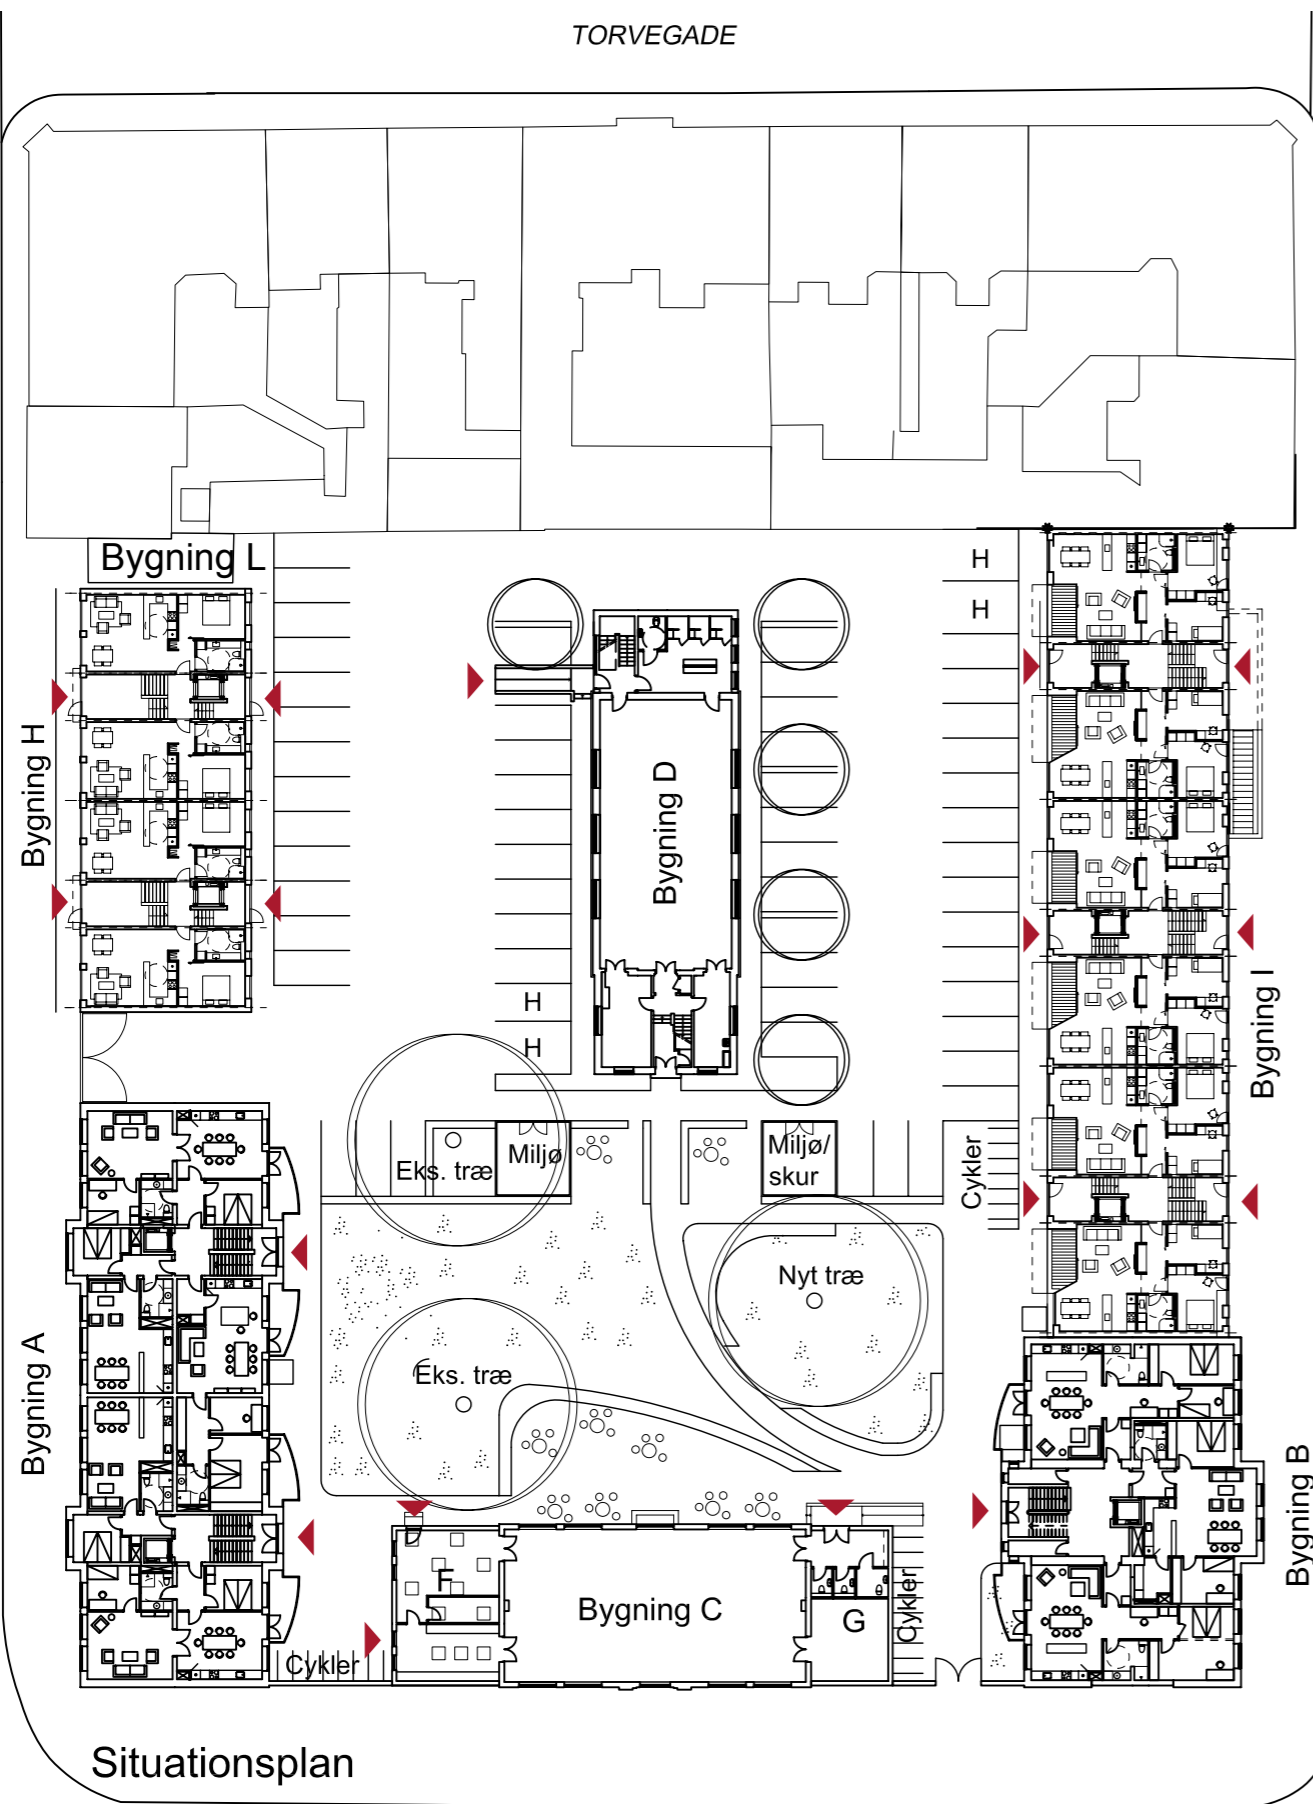 TORVEGADE
Bygning L
H
H
Bygning H
Bygning D
H
H
Bygning I
Eks. træ
Miljø
Miljø/
skur
Cykler
Nyt træ
Eks. træ
Bygning A
Bygning B
F
Bygning C
G
Cykler
Cykler
Situationsplan